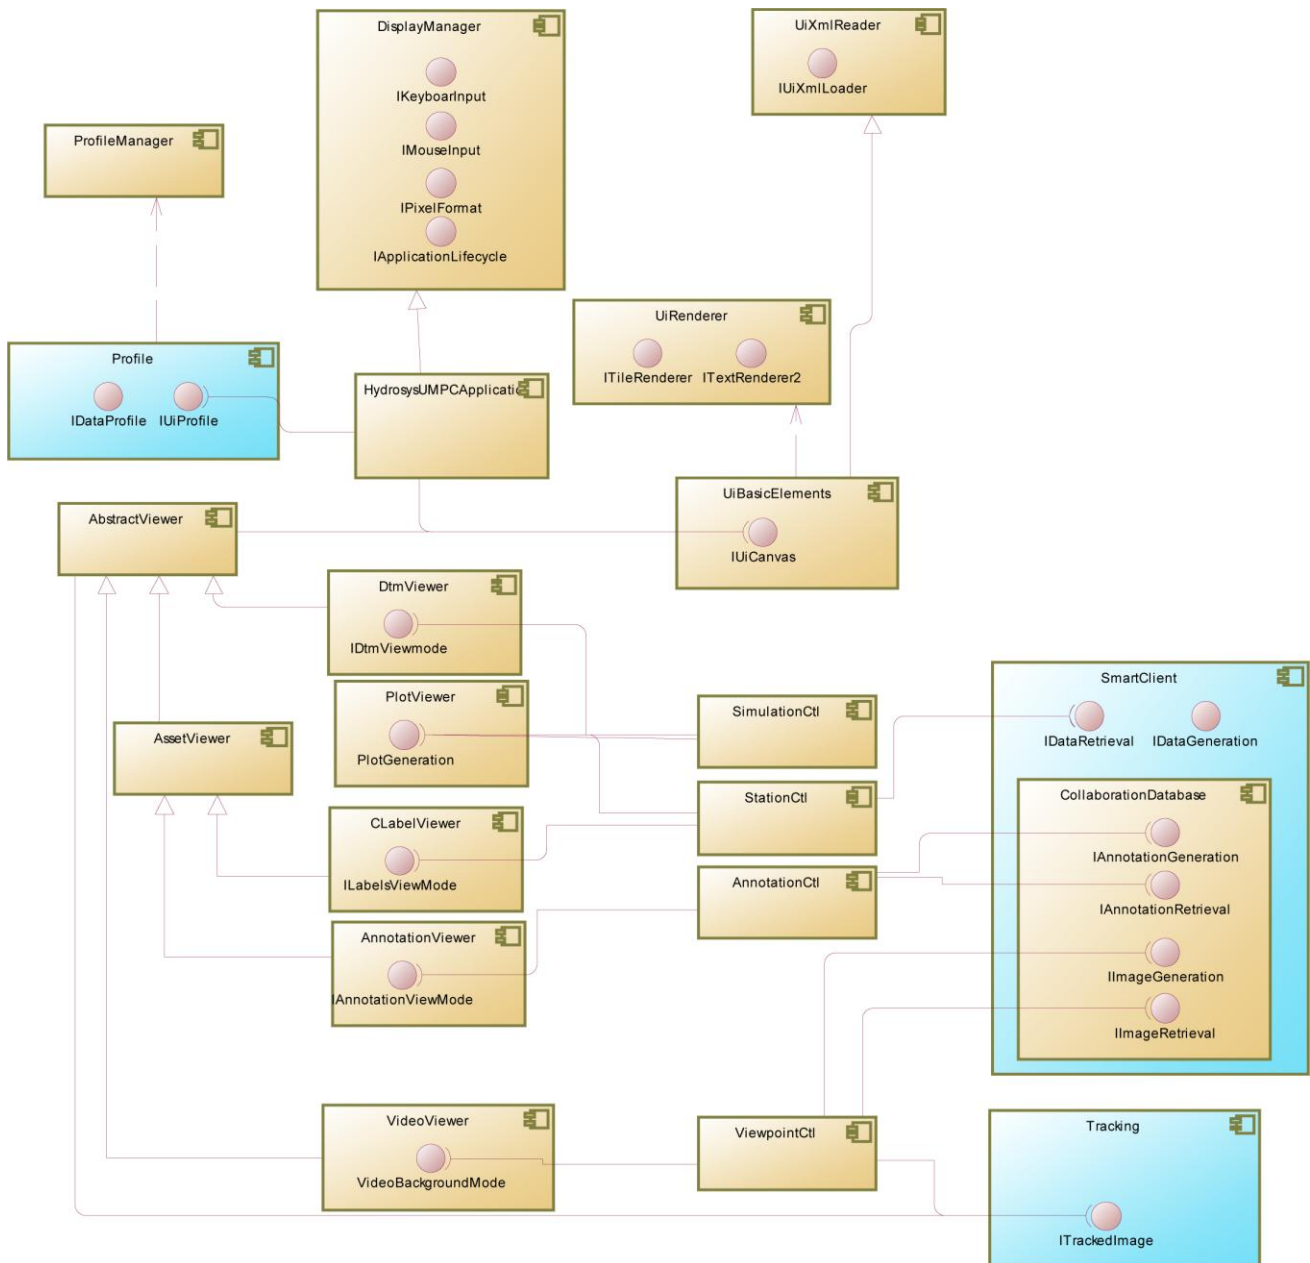 DisplayManager
IKeyboarInput
IMouseInput
IPixelFormat
IApplicationLifecycle
UiXmlReader
IUiXmlLoader
ProfileManager
Profile
IDataProfile
IUiProfile
HydrosysUMPCApplicatic
UiRenderer
ITileRenderer
ITextRenderer2
UiBasicElements
IUiCanvas
AbstractViewer
DtmViewer
IDtmViewmode
PlotViewer
PlotGeneration
AssetViewer
CLabelViewer
ILabelsViewMode
AnnotationViewer
IAnnotationViewMode
SimulationCtl
StationCtl
AnnotationCtl
SmartClient
IDataRetrieval
IDataGeneration
CollaborationDatabase
IAnnotationGeneration
IAnnotationRetrieval
IImageGeneration
IImageRetrieval
VideoViewer
VideoBackgroundMode
ViewpointCtl
Tracking
ITrackedImage